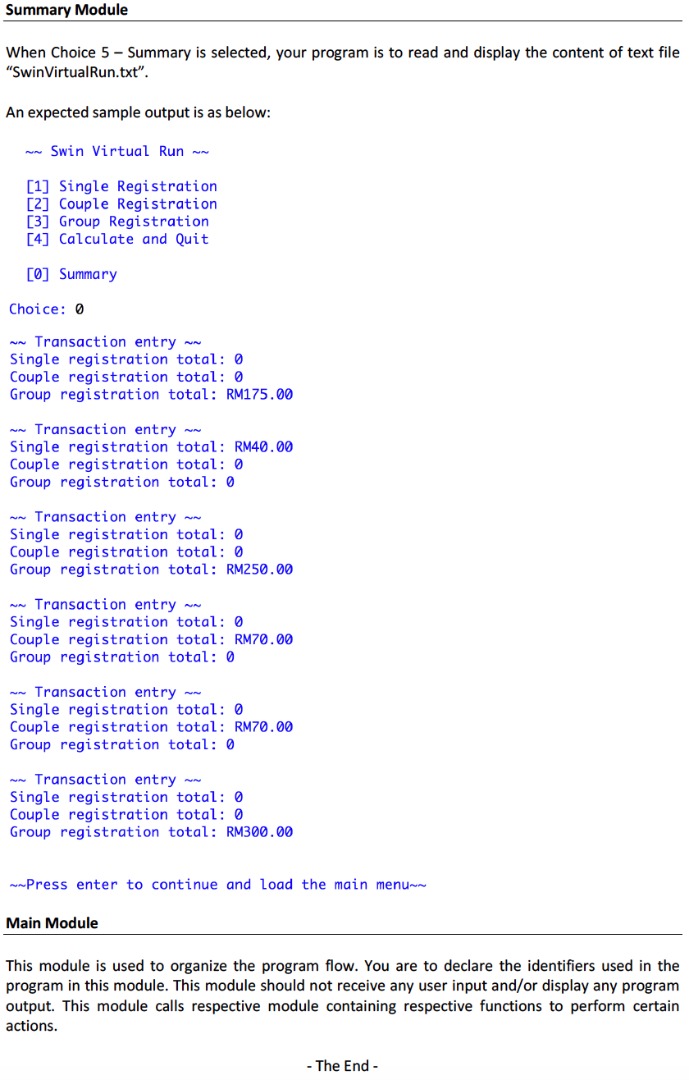 Summary Module
When Choice 5 – Summary is selected, your program is to read and display the content of text file
“SwinVirtualRun.txt”.
An expected sample output is as below:
~~ Swin Virtual Run ~~
[1] Single Registration
[2] Couple Registration
[3] Group Registration
[4] Calculate and Quit
[0] Summary
Choice: 0
~~ Transaction entry ~~
Single registration total: 0
Couple registration total: 0
Group registration total: RM175.00
~~ Transaction entry ~~
Single registration total: RM40.00
Couple registration total: 0
Group registration total: 0
~~ Transaction entry ~~
Single registration total: 0
Couple registration total: 0
Group registration total: RM250.00
~~ Transaction entry ~~
Single registration total: 0
Couple registration total: RM70.00
Group registration total: 0
~~ Transaction entry ~~
Single registration total: 0
Couple registration total: RM70.00
Group registration total: 0
~~ Transaction entry ~~
Single registration total: 0
Couple registration total: 0
Group registration total: RM300.00
~~Press enter to continue and load the main menu~~
Main Module
This module is used to organize the program flow. You are to declare the identifiers used in the
program in this module. This module should not receive any user input and/or display any program
output. This module calls respective module containing respective functions to perform certain
actions.
- The End -